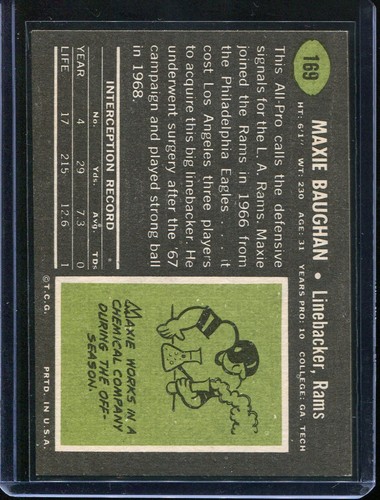 169
MAXIE BAUGHAN • Linebacker, Rams
HT: 6'1" WT: 230 AGE: 31 YEARS PRO: 10 COLLEGE: GA. TECH
This All-Pro calls the defensive
signals for the L. A. Rams. Maxie
joined the Rams in 1966 from
the Philadelphia Eagles . . . it
cost Los Angeles three players
to acquire this big linebacker. He
underwent surgery after the '67
campaign and played strong ball
in 1968.
INTERCEPTION RECORD
YEAR No. Yds. Avg. TDs
YEAR 4 29 7.3 0
LIFE 17 215 12.6 1
MAXIE WORKS IN A
CHEMICAL COMPANY
DURING THE OFF-
SEASON.
©T.C.G. PRTD. IN U.S.A.